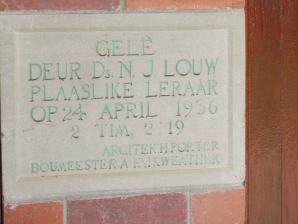 GELÊ
DEUR Ds. N. J LOUW
PLAASLIKE LERAAR
OP 24 APRIL 1936
2 TIM. 2 19
ARGITEK H. PORTER
BOUMEESTER A FAIRWEATHER